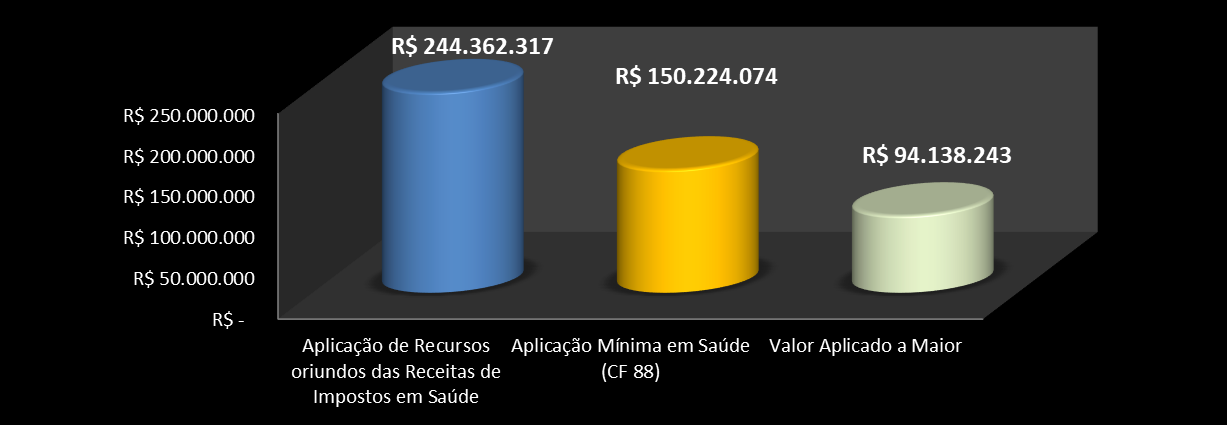 R$ 244.362.317
R$ 150.224.074
R$ 94.138.243
R$ 250.000.000
R$ 200.000.000
R$ 150.000.000
R$ 100.000.000
R$ 50.000.000
R$ -
Aplicação de Recursos
oriundos das Receitas de
Impostos em Saúde
Aplicação Mínima em Saúde
(CF 88)
Valor Aplicado a Maior